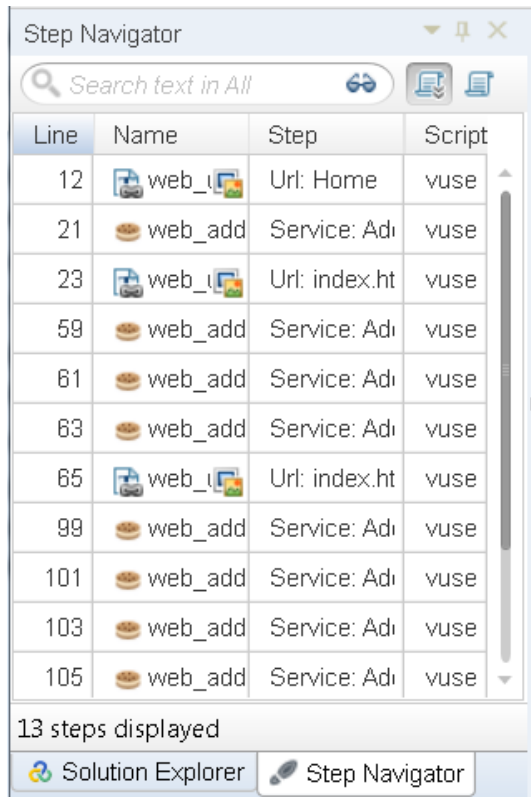 Step Navigator
Search text in All
Line Name Step Script
12 web_u Url: Home vuse
21 web_add Service: Ad vuse
23 web_u Url: index.ht vuse
59 web_add Service: Ad vuse
61 web_add Service: Ad vuse
63 web_add Service: Ad vuse
65 web_u Url: index.ht vuse
99 web_add Service: Ad vuse
101 web_add Service: Ad vuse
103 web_add Service: Ad vuse
105 web_add Service: Ad vuse
13 steps displayed
Solution Explorer Step Navigator